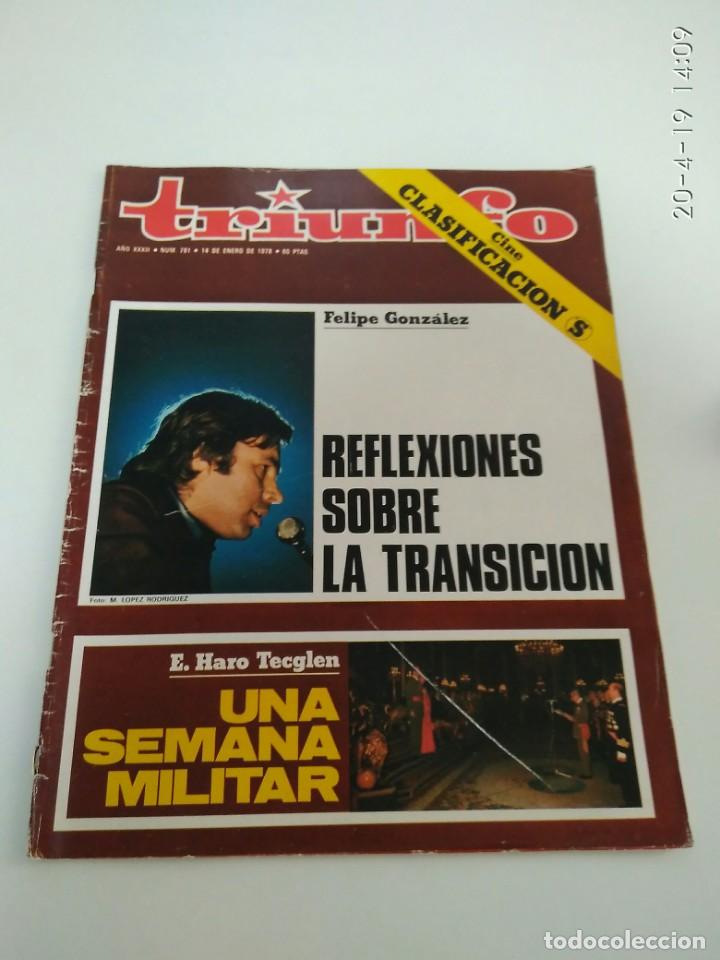 20-4-19 14:09
triunfo
AÑO XXXII • NUM. 781 • 14 DE ENERO DE 1978 • 60 PTAS
Cine
CLASIFICACION S
Felipe González
REFLEXIONES
SOBRE
LA TRANSICION
Foto: M. LOPEZ RODRIGUEZ
E. Haro Tecglen
UNA
SEMANA
MILITAR
todocoleccion